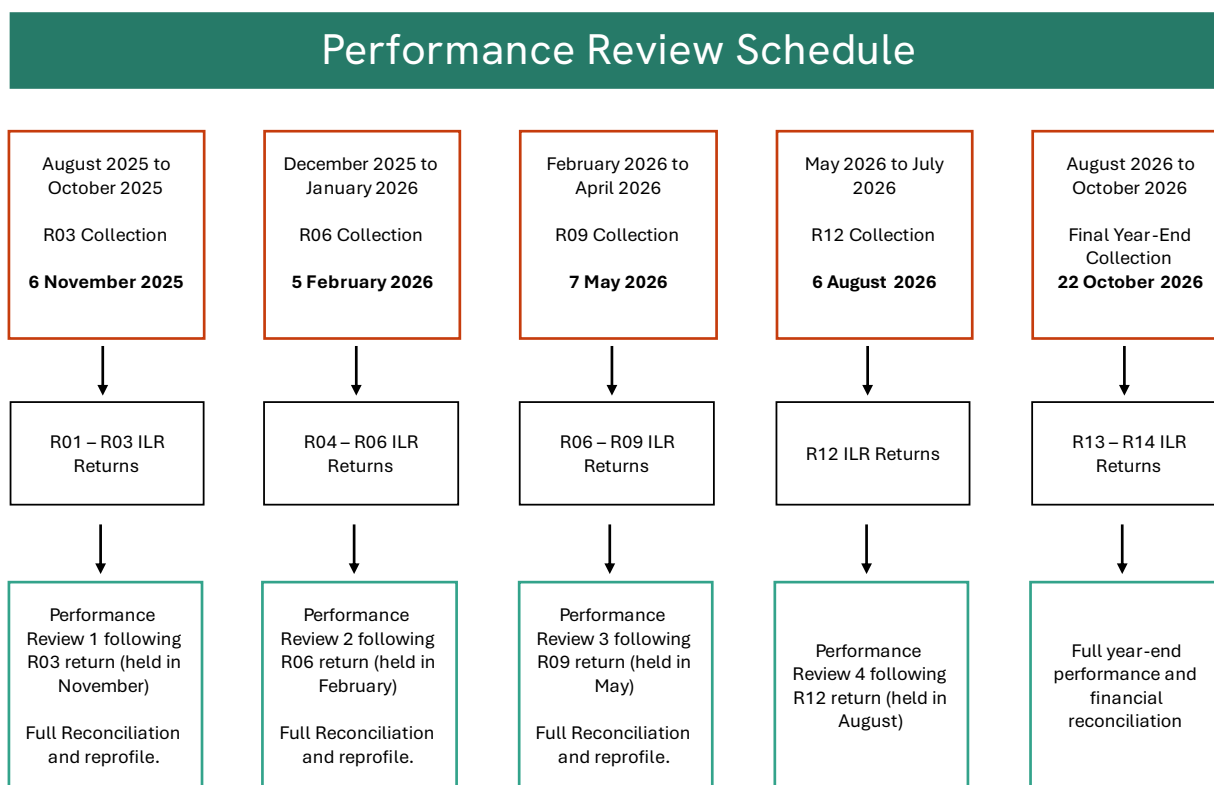 Performance Review Schedule
August 2025 to
October 2025
R03 Collection
6 November 2025
December 2025 to
January 2026
R06 Collection
5 February 2026
February 2026 to
April 2026
R09 Collection
7 May 2026
May 2026 to July
2026
R12 Collection
6 August 2026
August 2026 to
October 2026
Final Year-End
Collection
22 October 2026
R01 – R03 ILR
Returns
R04 – R06 ILR
Returns
R06 – R09 ILR
Returns
R12 ILR Returns
R13 – R14 ILR
Returns
Performance
Review 1 following
R03 return (held in
November)
Full Reconciliation
and reprofile.
Performance
Review 2 following
R06 return (held in
February)
Full Reconciliation
and reprofile.
Performance
Review 3 following
R09 return (held in
May)
Full Reconciliation
and reprofile.
Performance
Review 4 following
R12 return (held in
August)
Full year-end
performance and
financial
reconciliation